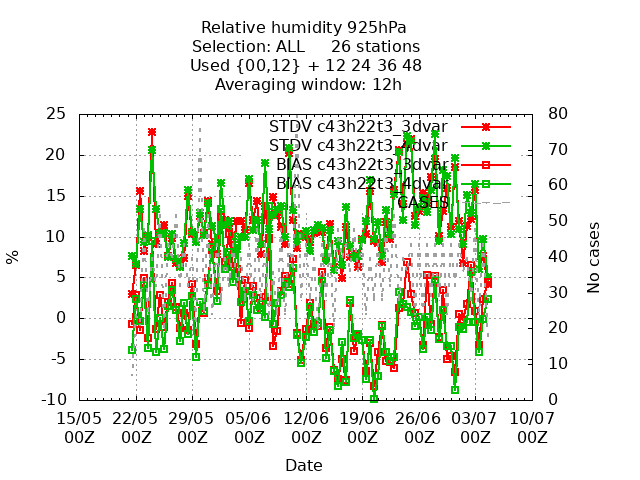 Relative humidity 925hPa
Selection: ALL 26 stations
Used {00,12} + 12 24 36 48
Averaging window: 12h
STDV c43h22t3_3dvar
STDV c43h22t3_4dvar
BIAS c43h22t3_3dvar
BIAS c43h22t3_4dvar
CASES
25
20
15
10
5
0
-5
-10
%
80
70
60
50
40
30
20
10
0
No cases
15/05 22/05 29/05 05/06 12/06 19/06 26/06 03/07 10/07
00Z 00Z 00Z 00Z 00Z 00Z 00Z 00Z 00Z
Date